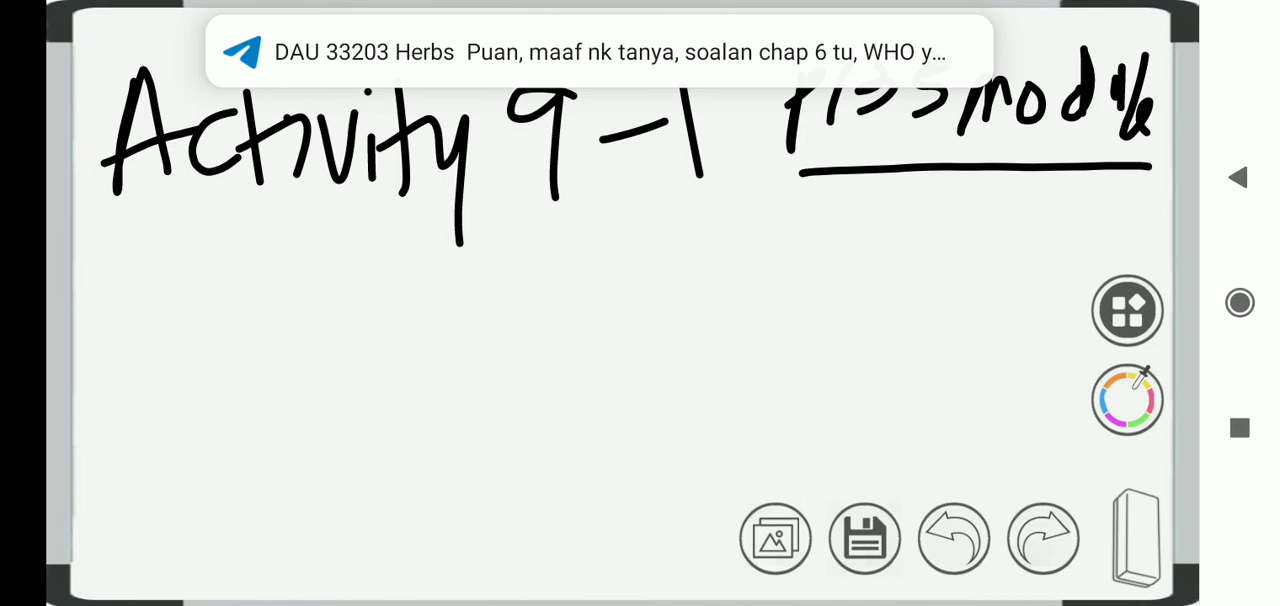 DAU 33203 Herbs Puan, maaf nk tanya, soalan chap 6 tu, WHO y...
Activity 9-1